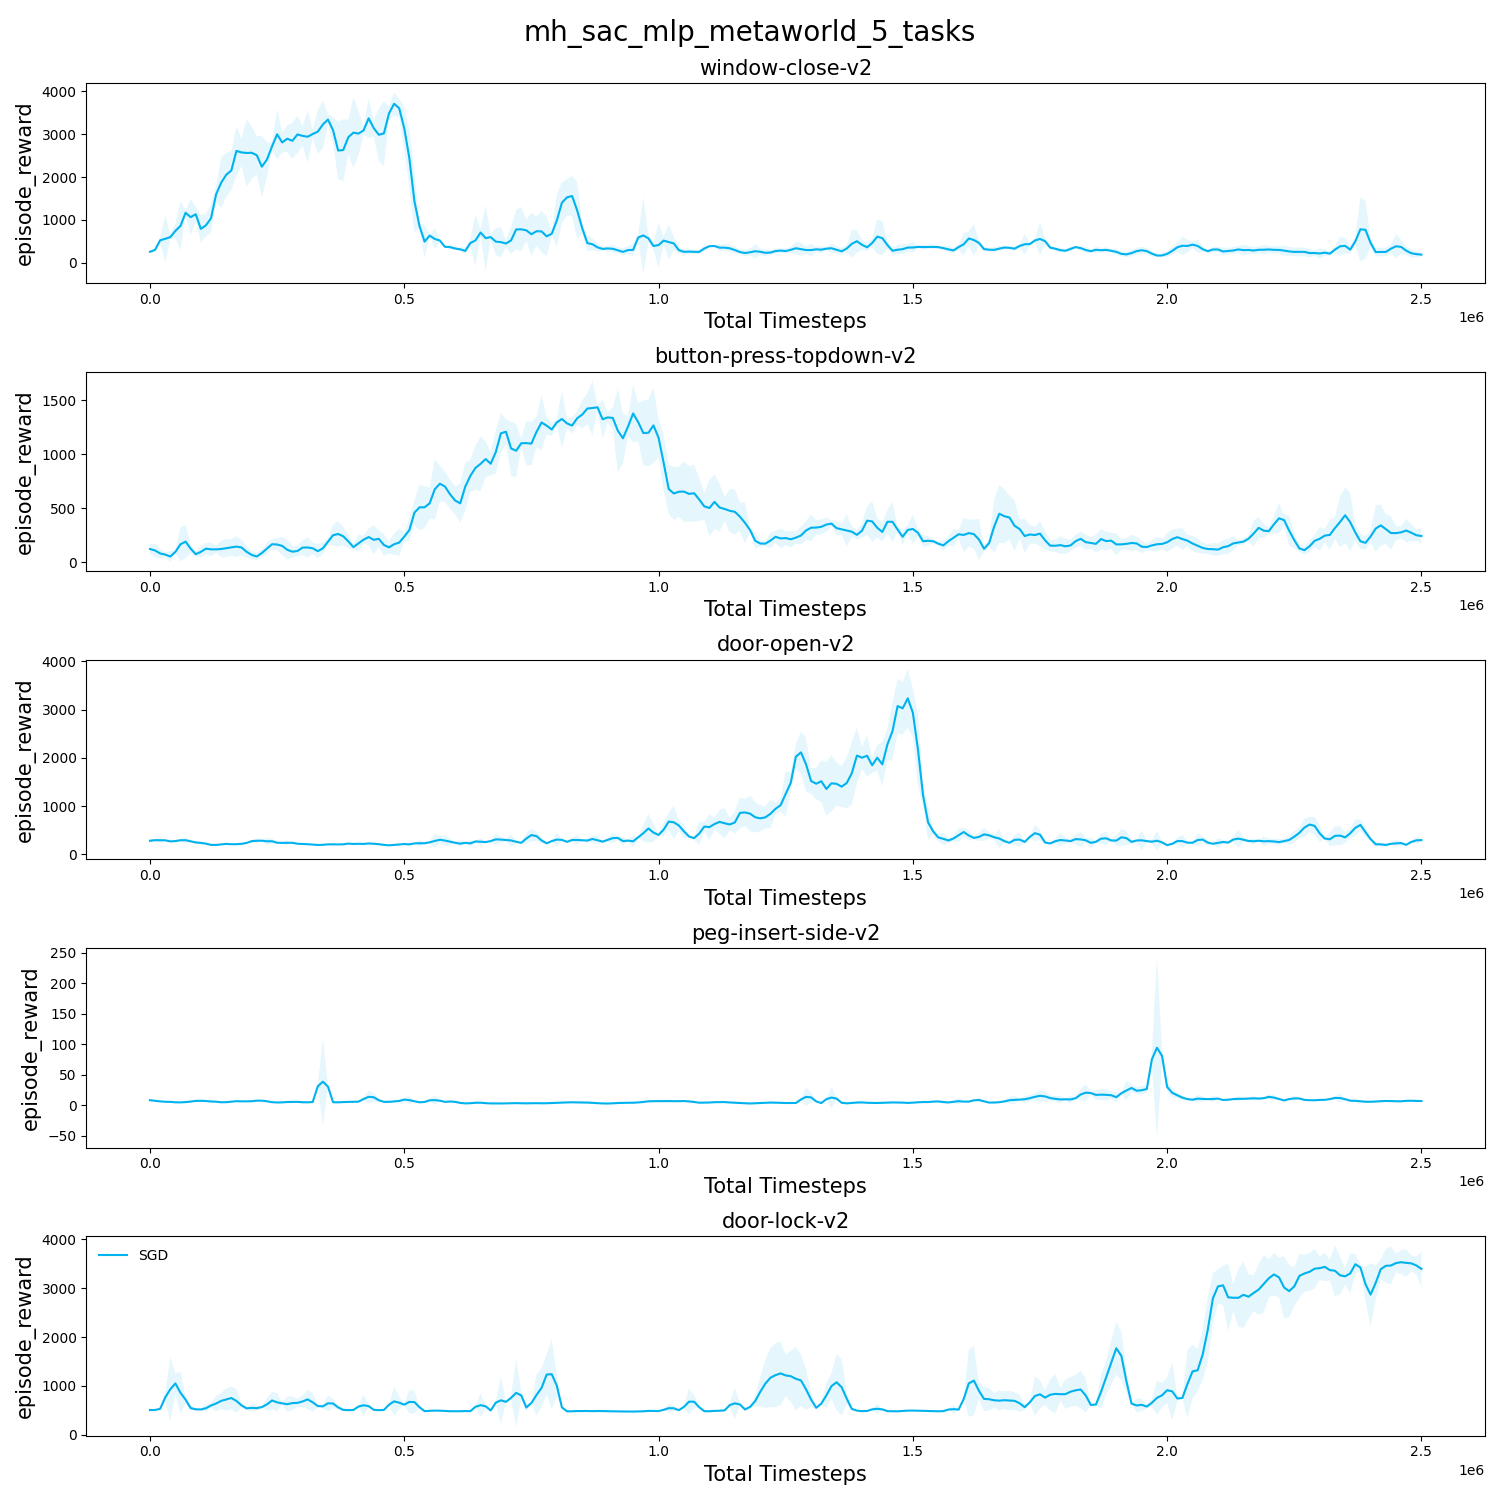 mh_sac_mlp_metaworld_5_tasks
window-close-v2
episode_reward
4000
3000
2000
1000
0
0.0 0.5 1.0 1.5 2.0 2.5
1e6
Total Timesteps
button-press-topdown-v2
episode_reward
1500
1000
500
0
0.0 0.5 1.0 1.5 2.0 2.5
1e6
Total Timesteps
door-open-v2
episode_reward
4000
3000
2000
1000
0
0.0 0.5 1.0 1.5 2.0 2.5
1e6
Total Timesteps
peg-insert-side-v2
episode_reward
250
200
150
100
50
0
−50
0.0 0.5 1.0 1.5 2.0 2.5
1e6
Total Timesteps
door-lock-v2
SGD
episode_reward
4000
3000
2000
1000
0
0.0 0.5 1.0 1.5 2.0 2.5
1e6
Total Timesteps